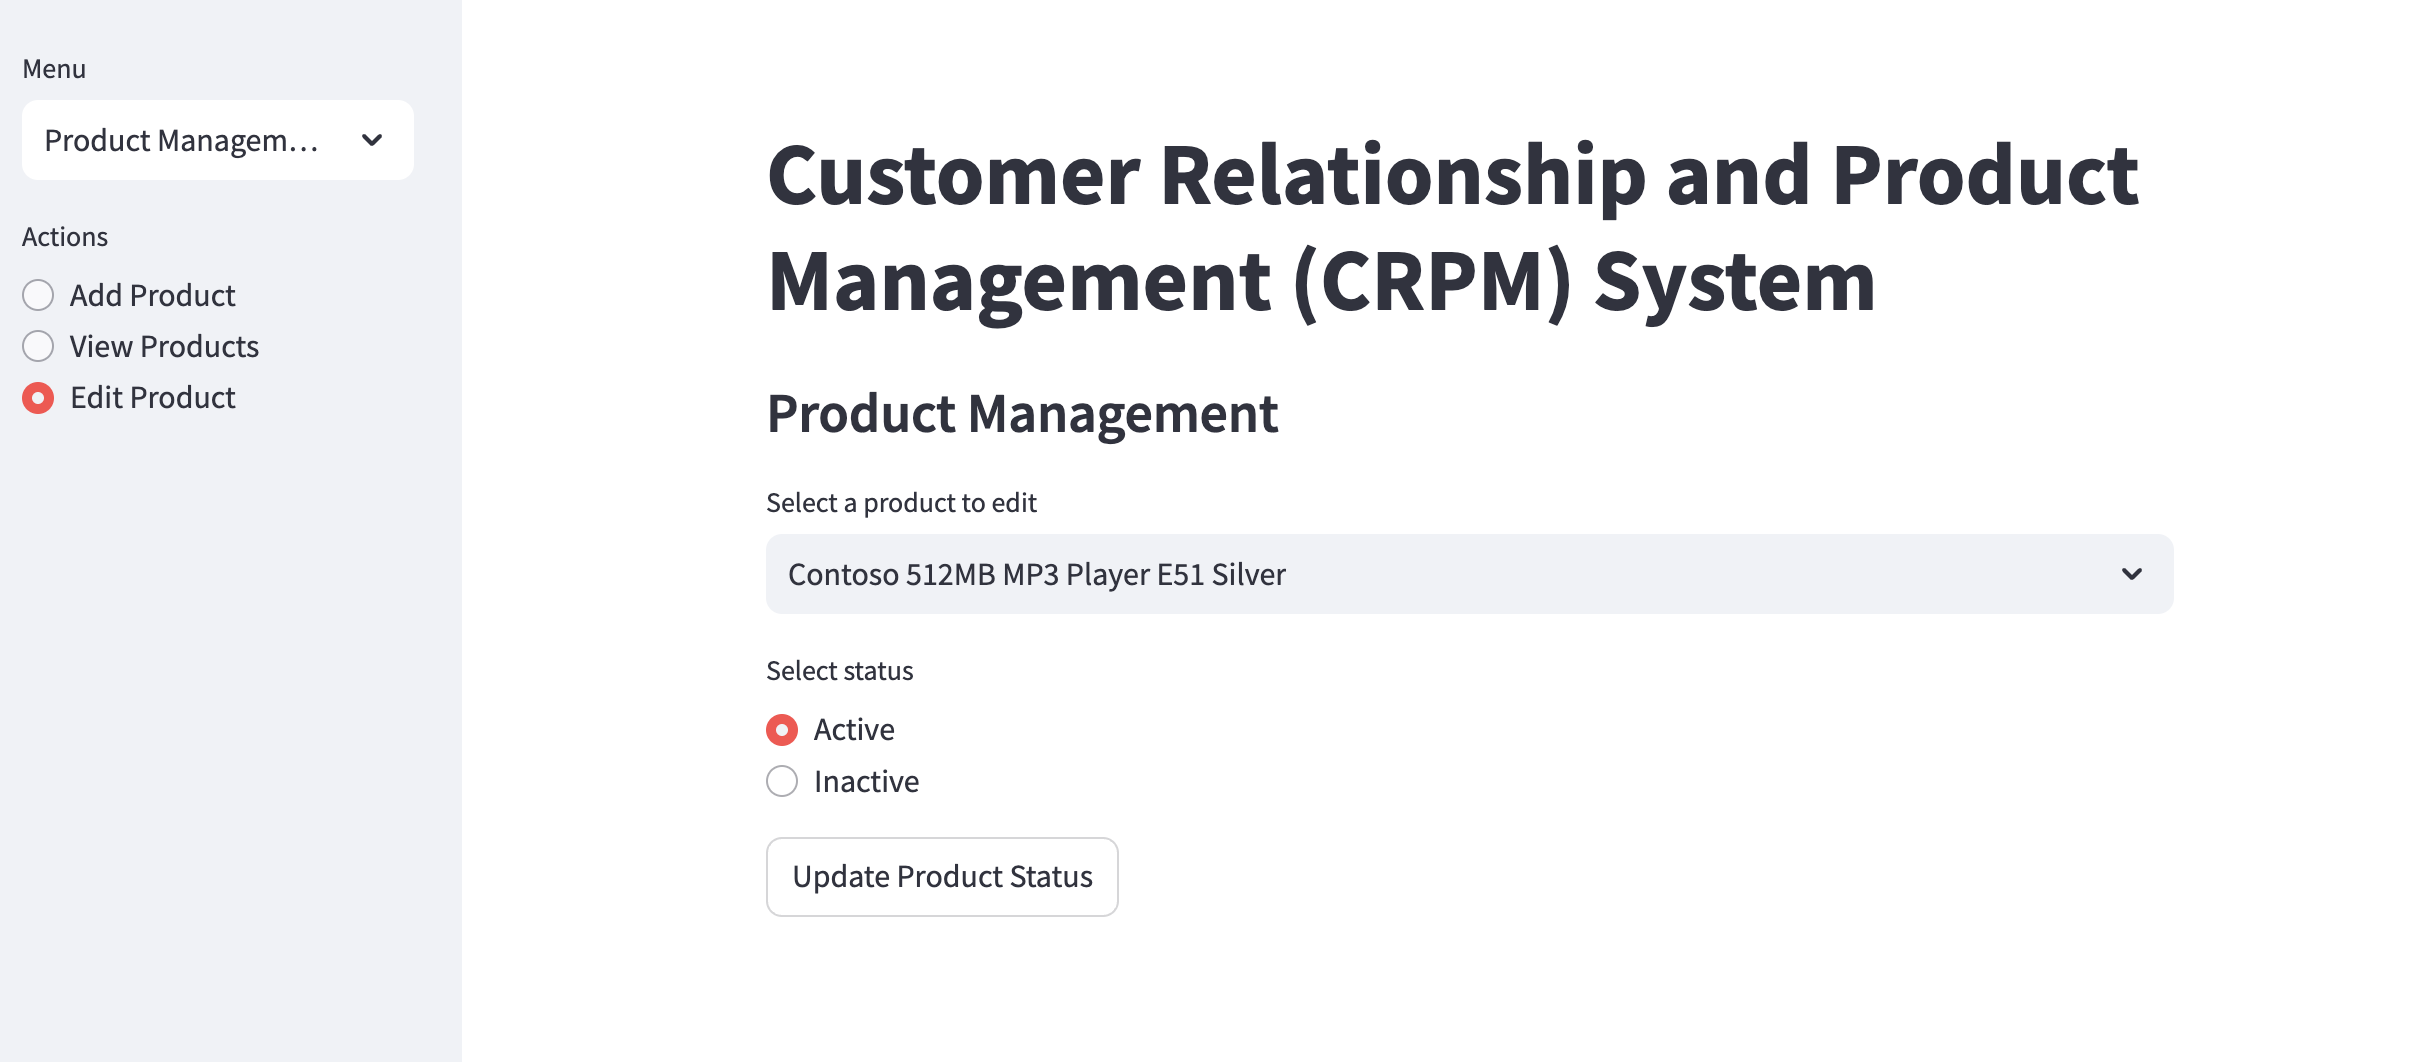 Menu
Product Managem...
Actions
Add Product
View Products
Edit Product
Customer Relationship and Product
Management (CRPM) System
Product Management
Select a product to edit
Contoso 512MB MP3 Player E51 Silver
Select status
Active
Inactive
Update Product Status